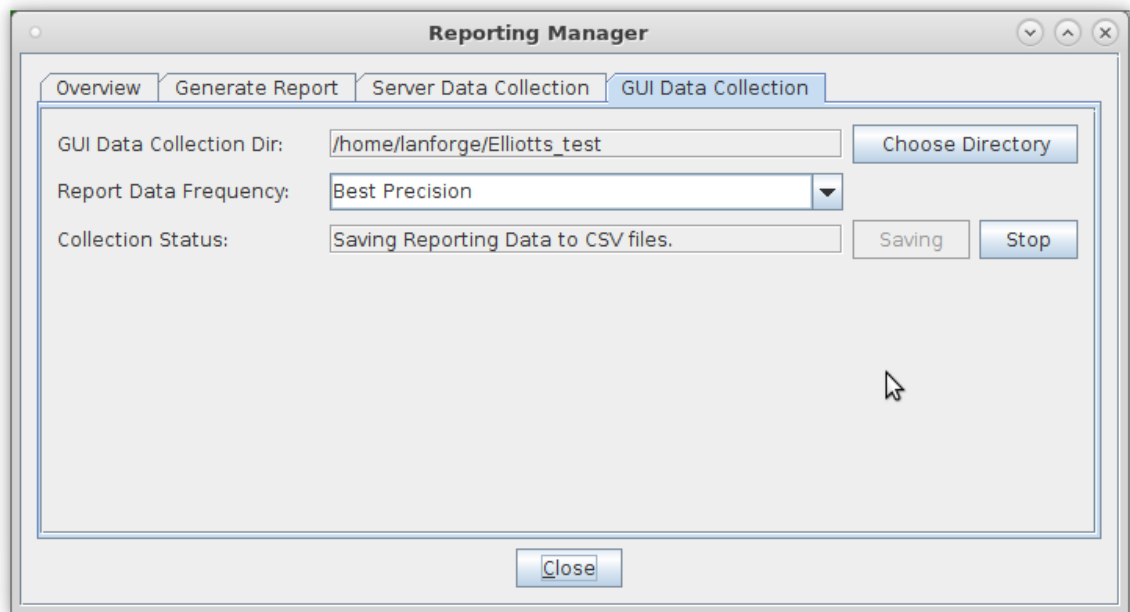 Reporting Manager
Overview Generate Report Server Data Collection GUI Data Collection
GUI Data Collection Dir: /home/lanforge/Elliotts_test Choose Directory
Report Data Frequency: Best Precision
Collection Status: Saving Reporting Data to CSV files. Saving Stop
Close